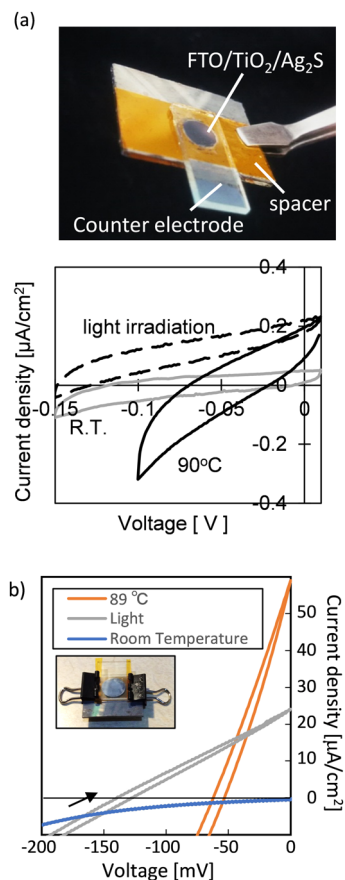 (a)
FTO/TiO2/Ag2S
spacer
Counter electrode
0.4
light irradiation
0.2
0
-0.15
-0.1
-0.05
0
R.T.
-0.2
90°C
-0.4
Current density [μA/cm2]
Voltage [ V ]
b)
89 ℃
Light
Room Temperature
50
40
30
20
10
0
-200
-150
-100
-50
0
Current density [μA/cm2]
Voltage [mV]